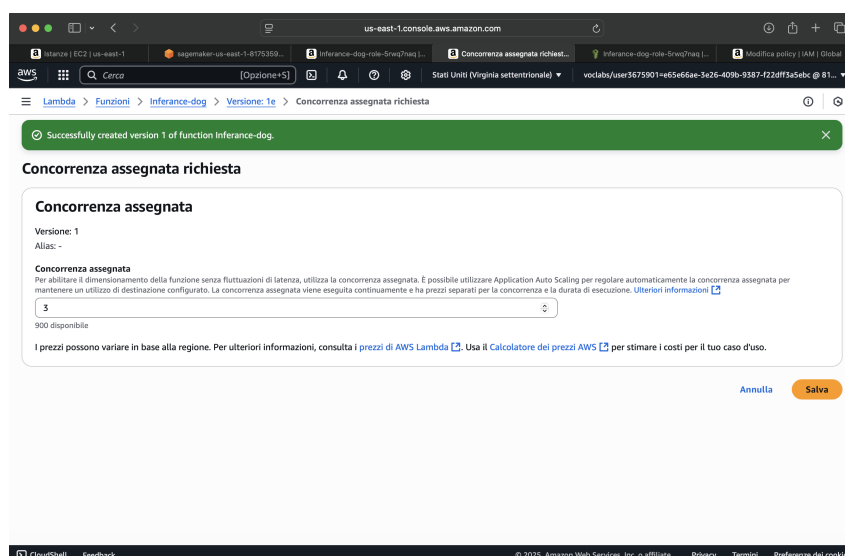 us-east-1.console.aws.amazon.com
Istanze | EC2 | us-east-1
sagemaker-us-east-1-8175359...
Inferance-dog-role-5rwq7naq |...
Concorrenza assegnata richiest...
Inferance-dog-role-5rwq7naq |...
Modifica policy | IAM | Global
aws
Cerca
[Opzione+S]
Stati Uniti (Virginia settentrionale) ▼
voclabs/user3675901=e65e66ae-3e26-409b-9387-f22dff3a5ebc @ 81... ▼
Lambda > Funzioni > Inferance-dog > Versione: 1e > Concorrenza assegnata richiesta
Successfully created version 1 of function Inferance-dog.
Concorrenza assegnata richiesta
Concorrenza assegnata
Versione: 1
Alias: -
Concorrenza assegnata
Per abilitare il dimensionamento della funzione senza fluttuazioni di latenza, utilizza la concorrenza assegnata. È possibile utilizzare Application Auto Scaling per regolare automaticamente la concorrenza assegnata per
mantenere un utilizzo di destinazione configurato. La concorrenza assegnata viene eseguita continuamente e ha prezzi separati per la concorrenza e la durata di esecuzione. Ulteriori informazioni
3
900 disponibile
I prezzi possono variare in base alla regione. Per ulteriori informazioni, consulta i prezzi di AWS Lambda. Usa il Calcolatore dei prezzi AWS per stimare i costi per il tuo caso d'uso.
Annulla
Salva
CloudShell
Feedback
© 2025, Amazon Web Services, Inc. o affiliate.
Privacy
Termini
Preferenze dei cookie